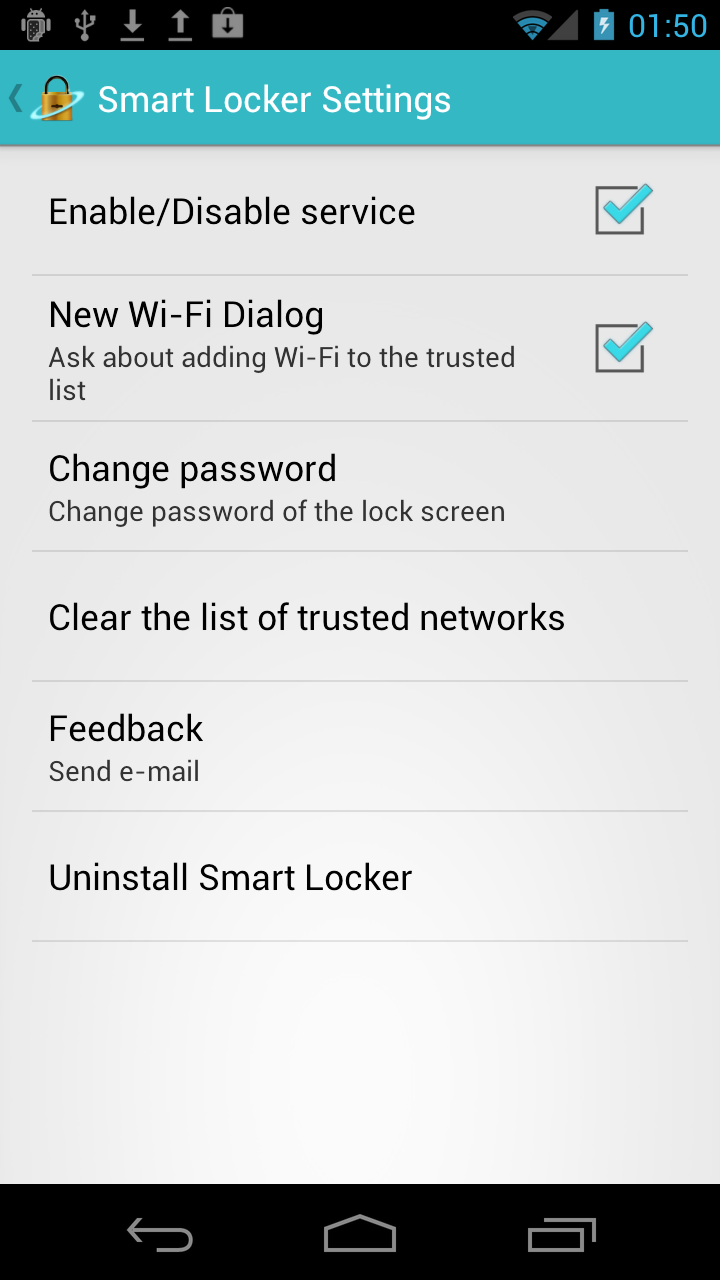 01:50
Smart Locker Settings
Enable/Disable service
New Wi-Fi Dialog
Ask about adding Wi-Fi to the trusted
list
Change password
Change password of the lock screen
Clear the list of trusted networks
Feedback
Send e-mail
Uninstall Smart Locker